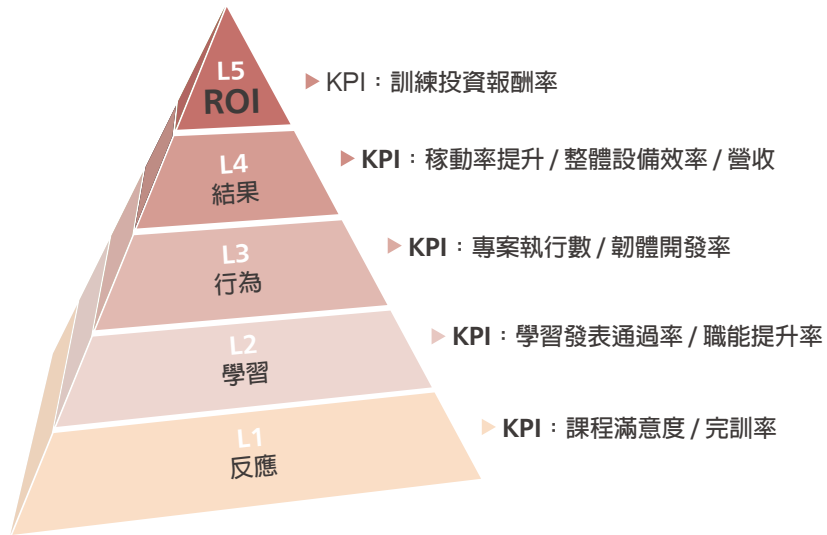 L5
ROI
KPI：訓練投資報酬率
L4
結果
KPI：稼動率提升 / 整體設備效率 / 營收
L3
行為
KPI：專案執行數 / 韌體開發率
L2
學習
KPI：學習發表通過率 / 職能提升率
L1
反應
KPI：課程滿意度 / 完訓率